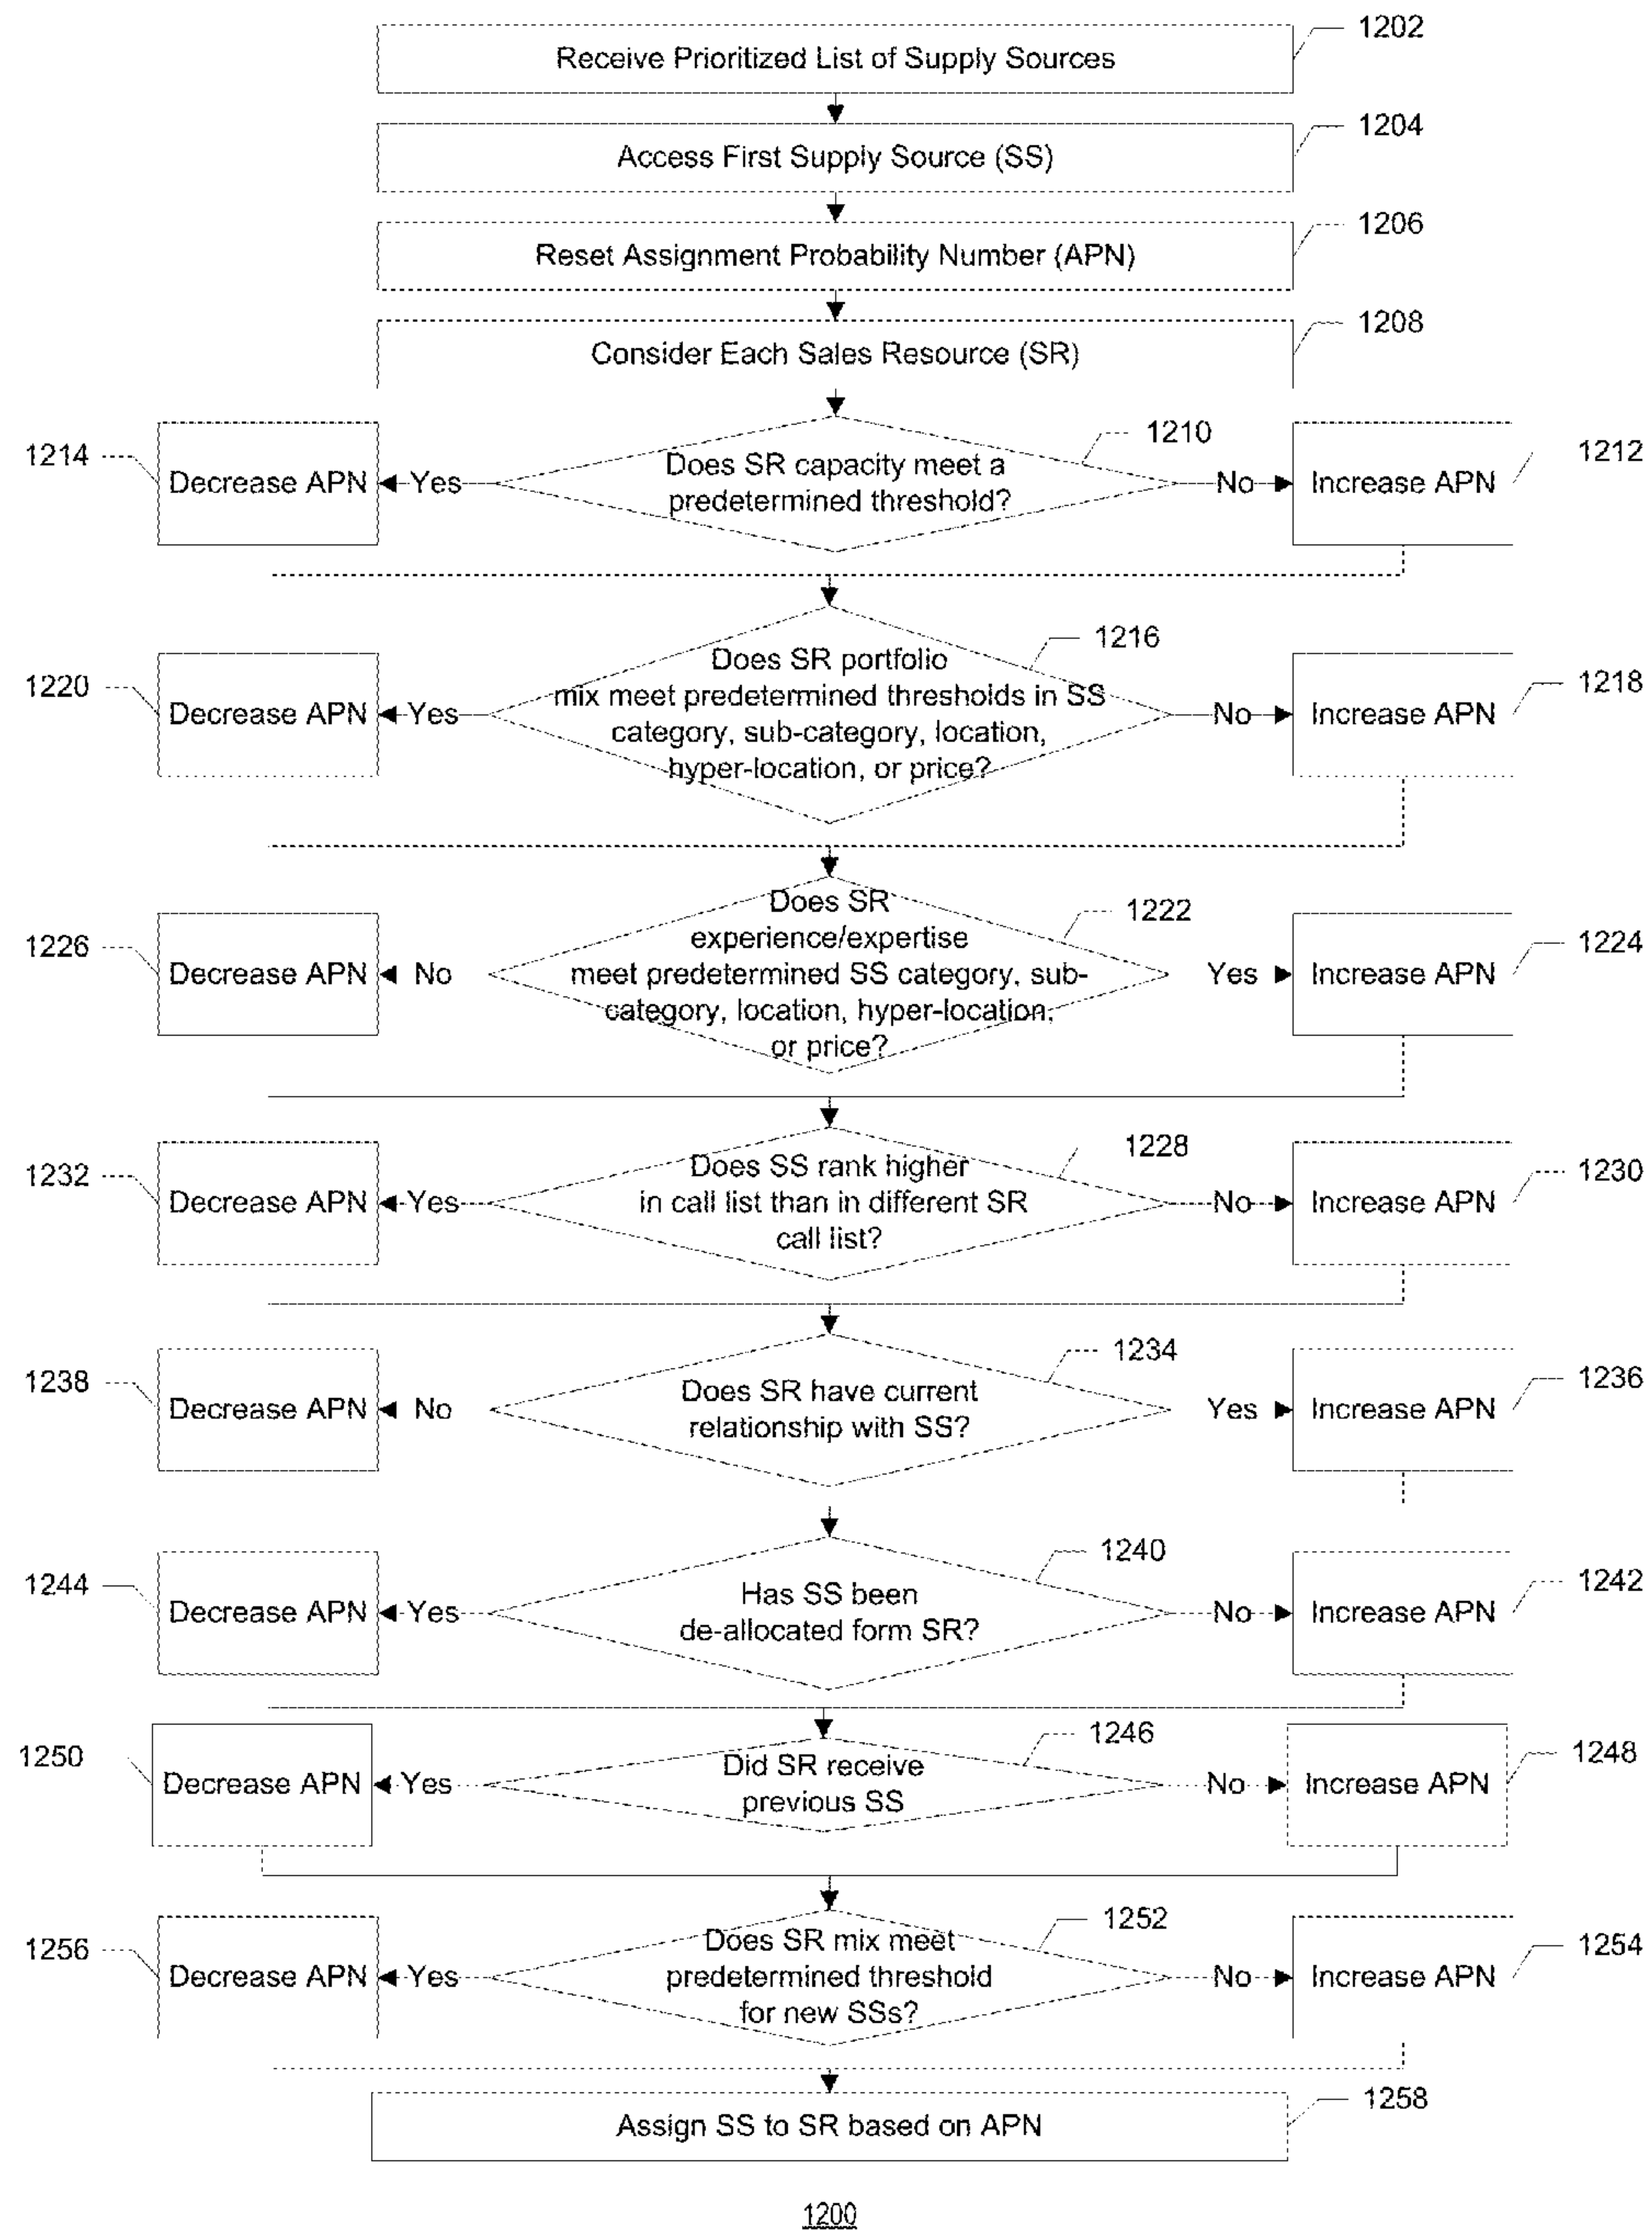 1202
Receive Prioritized List of Supply Sources
1204
Access First Supply Source (SS)
1206
Reset Assignment Probability Number (APN)
1208
Consider Each Sales Resource (SR)
1210
1214
Decrease APN
Yes
Does SR capacity meet a
predetermined threshold?
No
Increase APN
1212
1216
1220
Decrease APN
Yes
Does SR portfolio
mix meet predetermined thresholds in SS
category, sub-category, location,
hyper-location, or price?
No
Increase APN
1218
1222
1226
Decrease APN
No
Does SR
experience/expertise
meet predetermined SS category, sub-
category, location, hyper-location,
or price?
Yes
Increase APN
1224
1228
1232
Decrease APN
Yes
Does SS rank higher
in call list than in different SR
call list?
No
Increase APN
1230
1234
1238
Decrease APN
No
Does SR have current
relationship with SS?
Yes
Increase APN
1236
1240
1244
Decrease APN
Yes
Has SS been
de-allocated form SR?
No
Increase APN
1242
1246
1250
Decrease APN
Yes
Did SR receive
previous SS
No
Increase APN
1248
1252
1256
Decrease APN
Yes
Does SR mix meet
predetermined threshold
for new SSs?
No
Increase APN
1254
1258
Assign SS to SR based on APN
1200